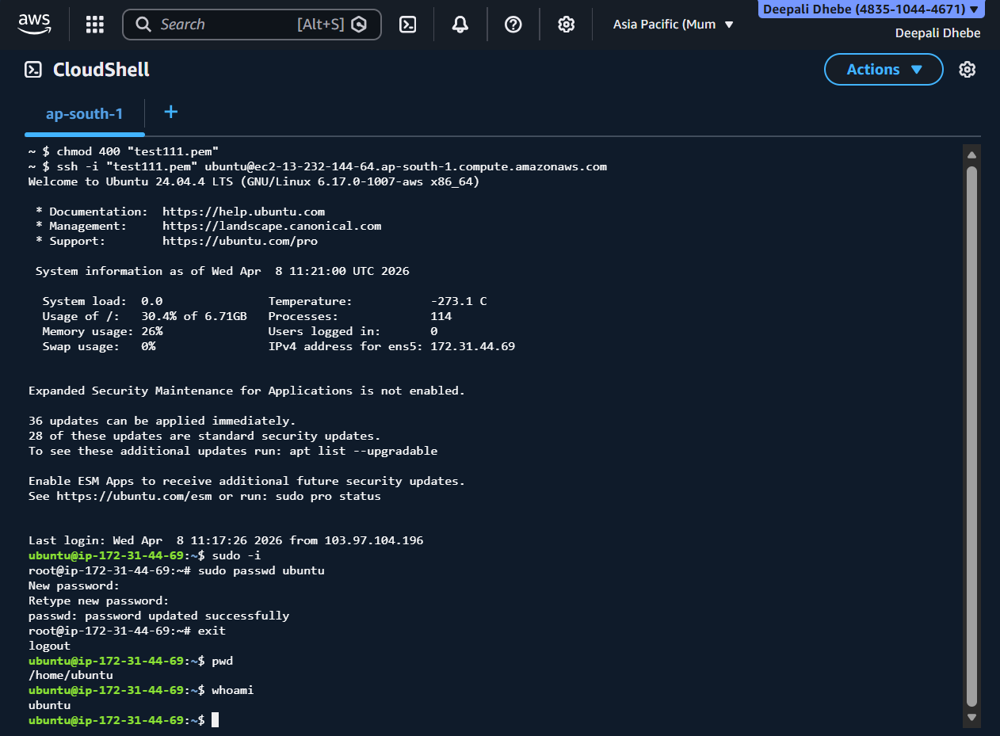 aws
Search [Alt+S]
Asia Pacific (Mum
Deepali Dhebe (4835-1044-4671)
Deepali Dhebe
CloudShell
Actions
ap-south-1
+
~ $ chmod 400 "test111.pem"
~ $ ssh -i "test111.pem" ubuntu@ec2-13-232-144-64.ap-south-1.compute.amazonaws.com
Welcome to Ubuntu 24.04.4 LTS (GNU/Linux 6.17.0-1007-aws x86_64)
* Documentation:  https://help.ubuntu.com
* Management:     https://landscape.canonical.com
* Support:        https://ubuntu.com/pro
System information as of Wed Apr  8 11:21:00 UTC 2026
System load:  0.0               Temperature:           -273.1 C
Usage of /:   30.4% of 6.71GB   Processes:             114
Memory usage: 26%               Users logged in:       0
Swap usage:   0%                IPv4 address for ens5: 172.31.44.69
Expanded Security Maintenance for Applications is not enabled.
36 updates can be applied immediately.
28 of these updates are standard security updates.
To see these additional updates run: apt list --upgradable
Enable ESM Apps to receive additional future security updates.
See https://ubuntu.com/esm or run: sudo pro status
Last login: Wed Apr  8 11:17:26 2026 from 103.97.104.196
ubuntu@ip-172-31-44-69:~$ sudo -i
root@ip-172-31-44-69:~# sudo passwd ubuntu
New password:
Retype new password:
passwd: password updated successfully
root@ip-172-31-44-69:~# exit
logout
ubuntu@ip-172-31-44-69:~$ pwd
/home/ubuntu
ubuntu@ip-172-31-44-69:~$ whoami
ubuntu
ubuntu@ip-172-31-44-69:~$